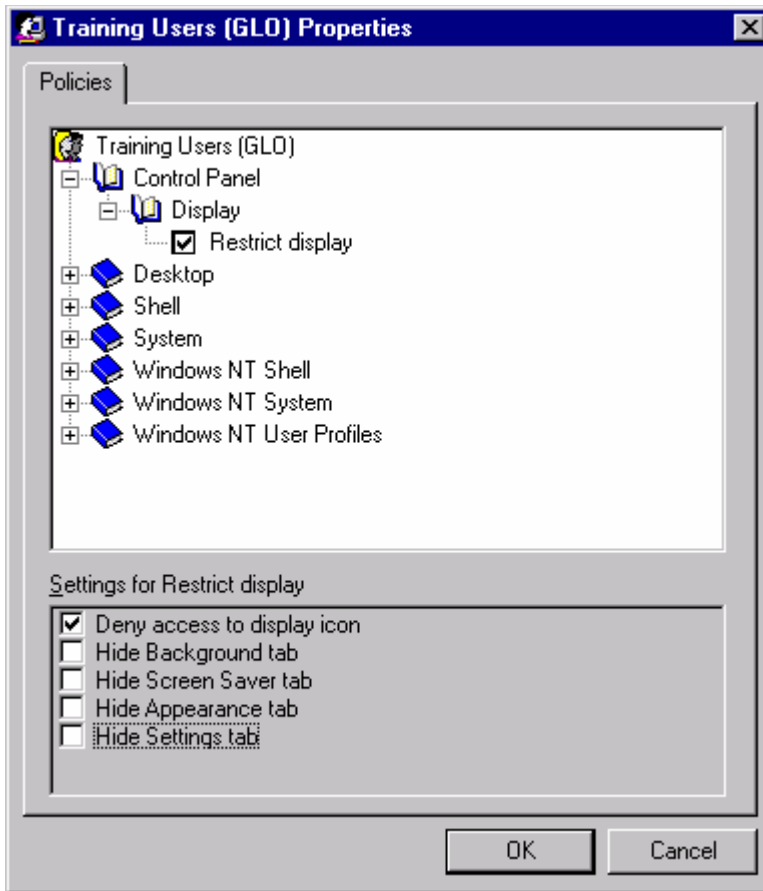 Training Users (GLO) Properties
Policies
Training Users (GLO)
Control Panel
Display
Restrict display
Desktop
Shell
System
Windows NT Shell
Windows NT System
Windows NT User Profiles
Settings for Restrict display
Deny access to display icon
Hide Background tab
Hide Screen Saver tab
Hide Appearance tab
Hide Settings tab
OK Cancel